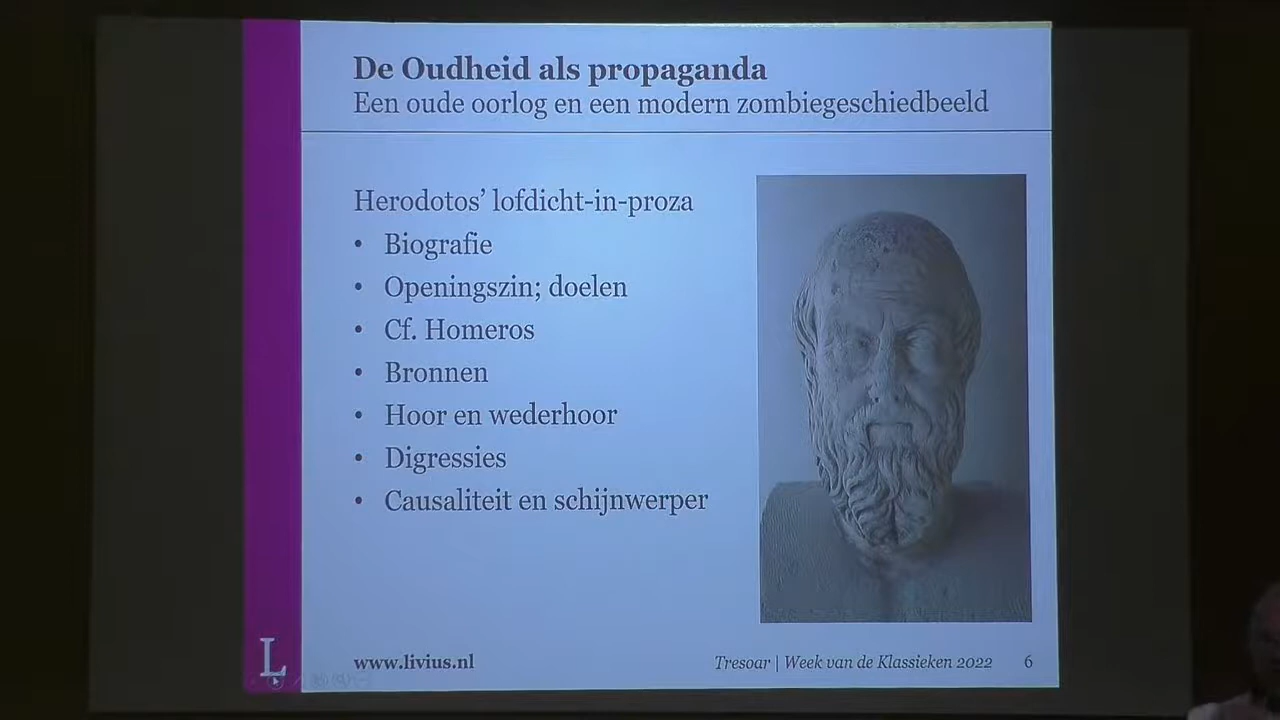 De Oudheid als propaganda
Een oude oorlog en een modern zombiegeschiedbeeld
Herodotos’ lofdicht-in-proza
• Biografie
• Openingszin; doelen
• Cf. Homeros
• Bronnen
• Hoor en wederhoor
• Digressies
• Causaliteit en schijnwerper
L
www.livius.nl
Tresoar | Week van de Klassieken 2022
6